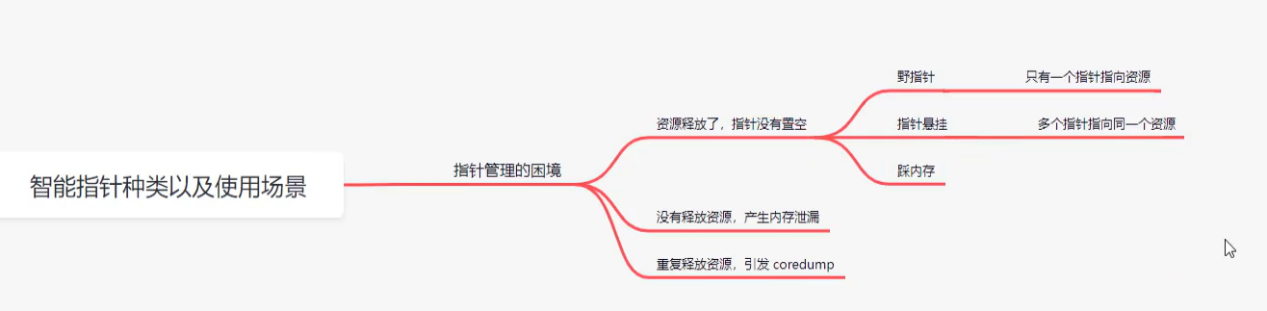 智能指针种类以及使用场景
指针管理的困境
资源释放了，指针没有置空
野指针
只有一个指针指向资源
指针悬挂
多个指针指向同一个资源
踩内存
没有释放资源，产生内存泄漏
重复释放资源，引发 coredump